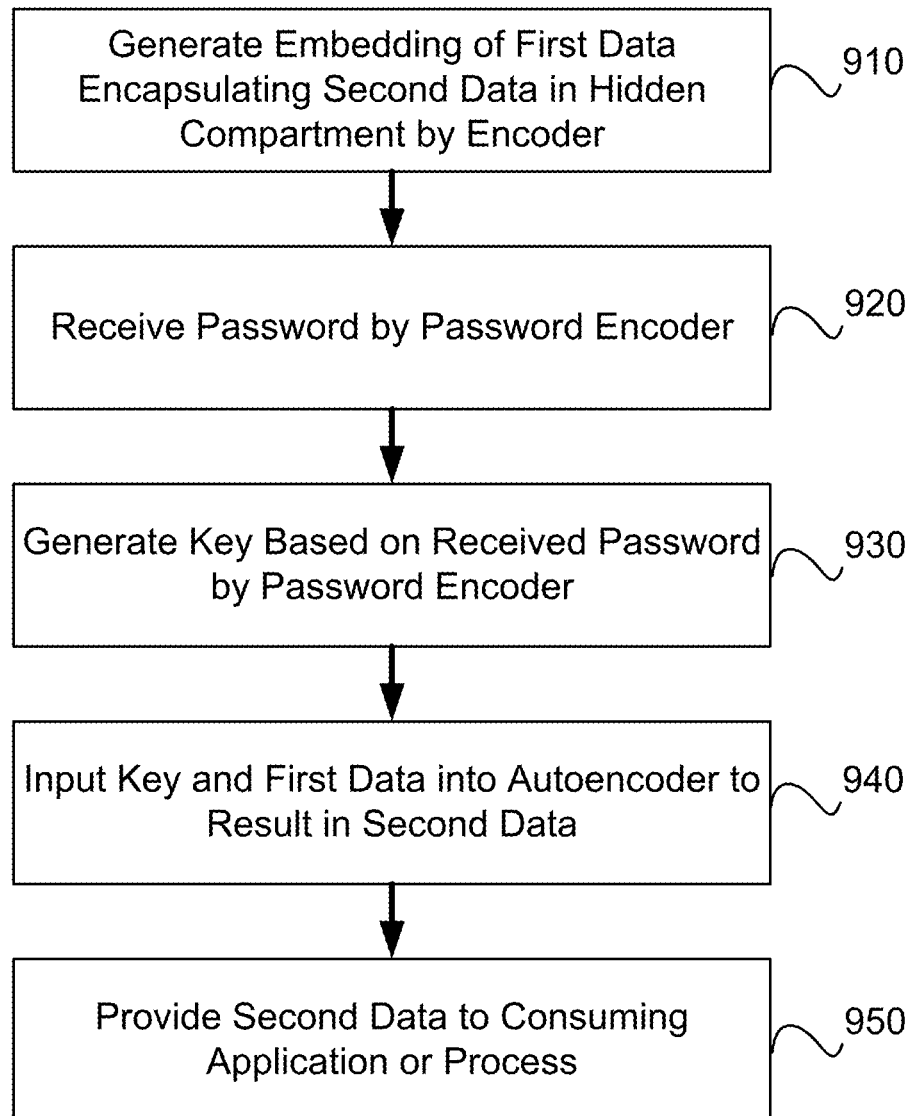 Generate Embedding of First Data
Encapsulating Second Data in Hidden
Compartment by Encoder
910
Receive Password by Password Encoder
920
Generate Key Based on Received Password
by Password Encoder
930
Input Key and First Data into Autoencoder to
Result in Second Data
940
Provide Second Data to Consuming
Application or Process
950